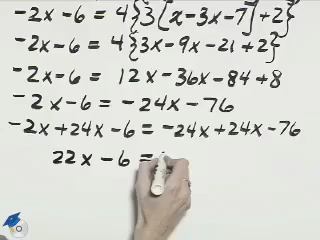 -2x-6 = 4{3[x-3x-7]+2}
-2x-6 = 4{3x-9x-21+2}
-2x-6 = 12x-36x-84+8
-2x-6 = -24x-76
-2x+24x-6 = -24x+24x-76
22x-6 =